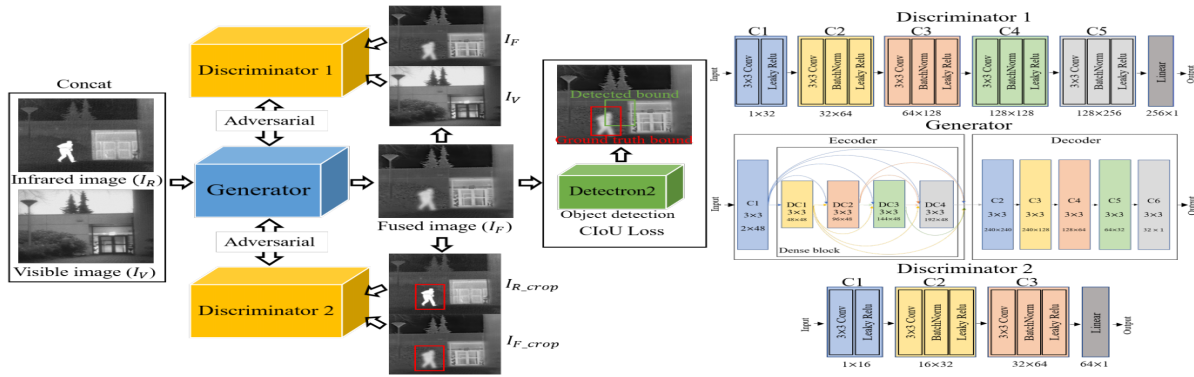 Concat
Infrared image (I_R)
Visible image (I_V)
Discriminator 1
Adversarial
Generator
Adversarial
Discriminator 2
I_F
I_V
Fused image (I_F)
I_R_crop
I_F_crop
Detected bound
Ground truth bound
Detectron2
Object detection
CIoU Loss
Discriminator 1
C1
C2
C3
C4
C5
Input
3×3 Conv
Leaky Relu
3×3 Conv
BatchNorm
Leaky Relu
3×3 Conv
BatchNorm
Leaky Relu
3×3 Conv
BatchNorm
Leaky Relu
3×3 Conv
BatchNorm
Leaky Relu
Linear
Output
1×32
32×64
64×128
128×128
128×256
256×1
Generator
Eecoder
Decoder
Input
C1
3×3
2×48
DC1
3×3
48×48
DC2
3×3
96×48
DC3
3×3
144×48
DC4
3×3
192×48
Dense block
C2
3×3
240×240
C3
3×3
240×128
C4
3×3
128×64
C5
3×3
64×32
C6
3×3
32×1
Output
Discriminator 2
C1
C2
C3
Input
3×3 Conv
Leaky Relu
3×3 Conv
BatchNorm
Leaky Relu
3×3 Conv
BatchNorm
Leaky Relu
Linear
Output
1×16
16×32
32×64
64×1